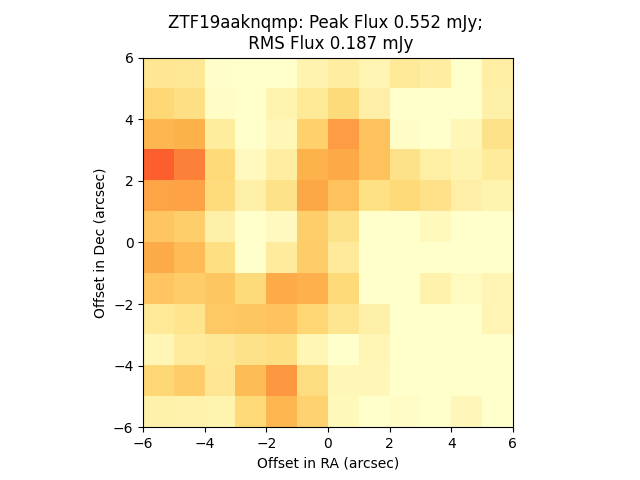 ZTF19aaknqmp: Peak Flux 0.552 mJy;
RMS Flux 0.187 mJy
6
4
2
0
−2
−4
−6
Offset in Dec (arcsec)
−6 −4 −2 0 2 4 6
Offset in RA (arcsec)